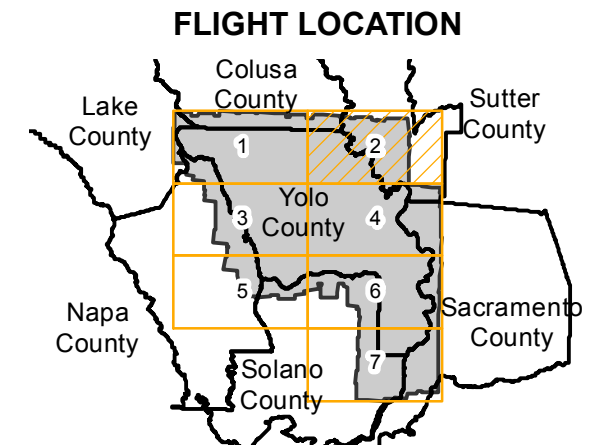 FLIGHT LOCATION
Colusa
County
Lake
County
Sutter
County
1
2
Yolo
County
3
4
5
6
Napa
County
Sacramento
County
7
Solano
County